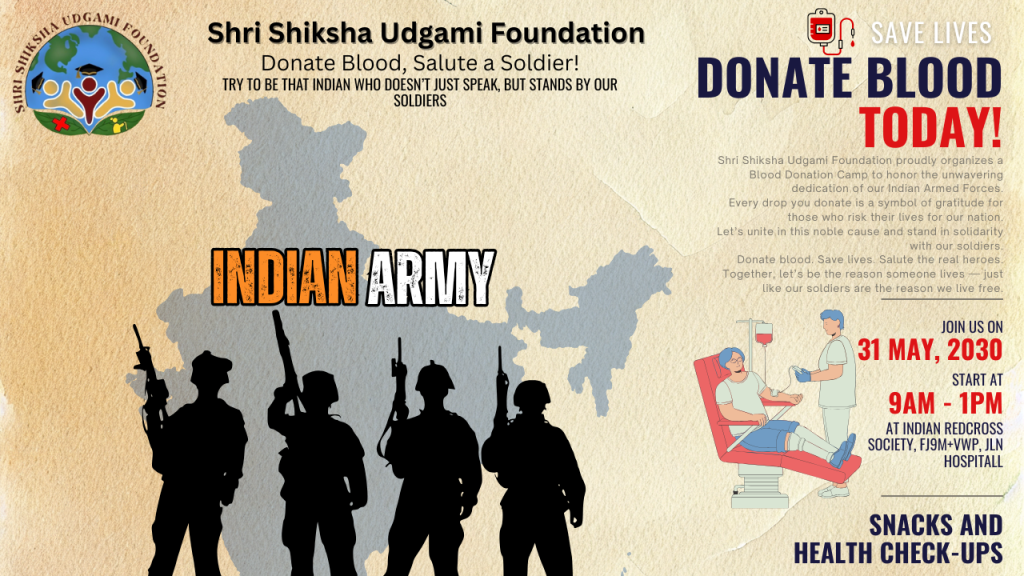 SHRI SHIKSHA UDGAMI FOUNDATION
Shri Shiksha Udgami Foundation
Donate Blood, Salute a Soldier!
TRY TO BE THAT INDIAN WHO DOESN'T JUST SPEAK, BUT STANDS BY OUR
SOLDIERS
INDIAN ARMY
SAVE LIVES
DONATE BLOOD
TODAY!
Shri Shiksha Udgami Foundation proudly organizes a
Blood Donation Camp to honor the unwavering
dedication of our Indian Armed Forces.
Every drop you donate is a symbol of gratitude for
those who risk their lives for our nation.
Let's unite in this noble cause and stand in solidarity
with our soldiers.
Donate blood. Save lives. Salute the real heroes.
Together, let's be the reason someone lives — just
like our soldiers are the reason we live free.
JOIN US ON
31 MAY, 2030
START AT
9AM - 1PM
AT INDIAN REDCROSS
SOCIETY, FJ9M+VWP, JLN
HOSPITALL
SNACKS AND
HEALTH CHECK-UPS